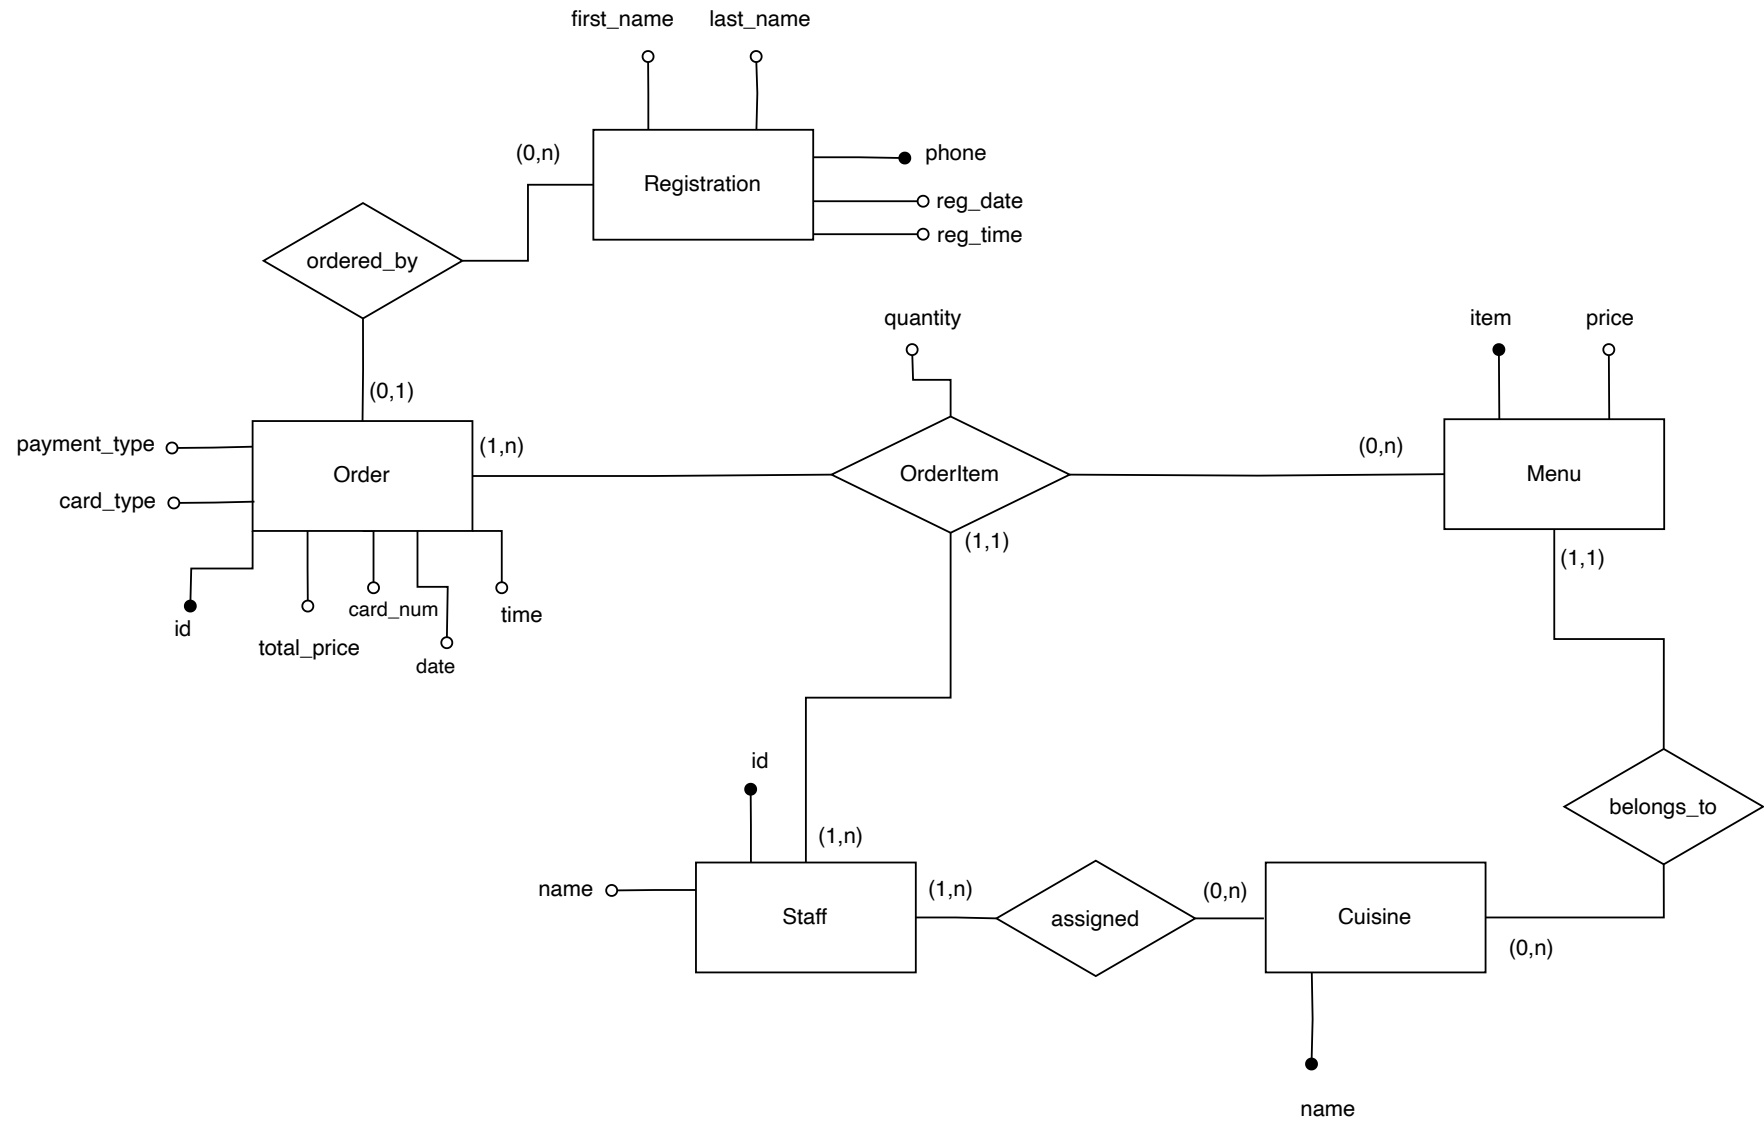 first_name last_name
(0,n)
phone
Registration
reg_date
reg_time
ordered_by
quantity
item price
(0,1)
payment_type
(1,n)
(0,n)
Order
OrderItem
Menu
card_type
(1,1)
(1,1)
card_num
time
id
total_price
date
id
belongs_to
(1,n)
name
(1,n)
(0,n)
Staff
assigned
Cuisine
(0,n)
name